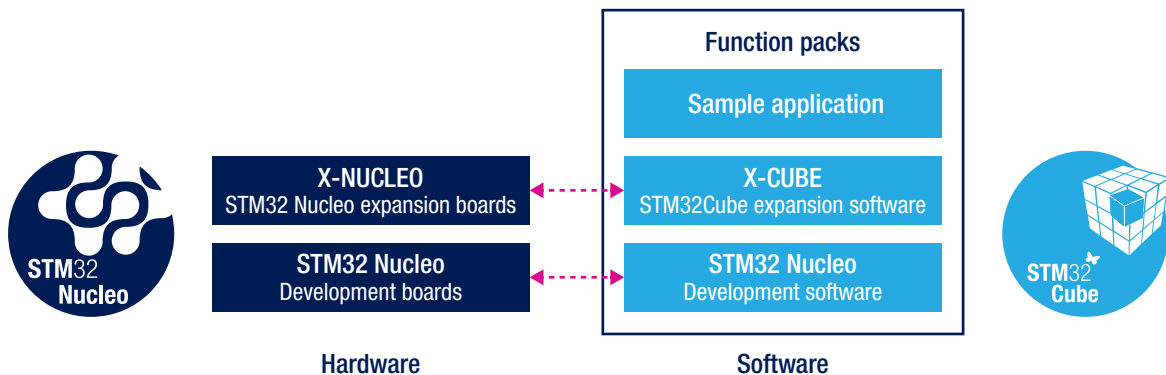 Function packs
Sample application
X-NUCLEO
STM32 Nucleo expansion boards
X-CUBE
STM32Cube expansion software
STM32 Nucleo
Development boards
STM32 Nucleo
Development software
STM32
Nucleo
STM32
Cube
Hardware
Software